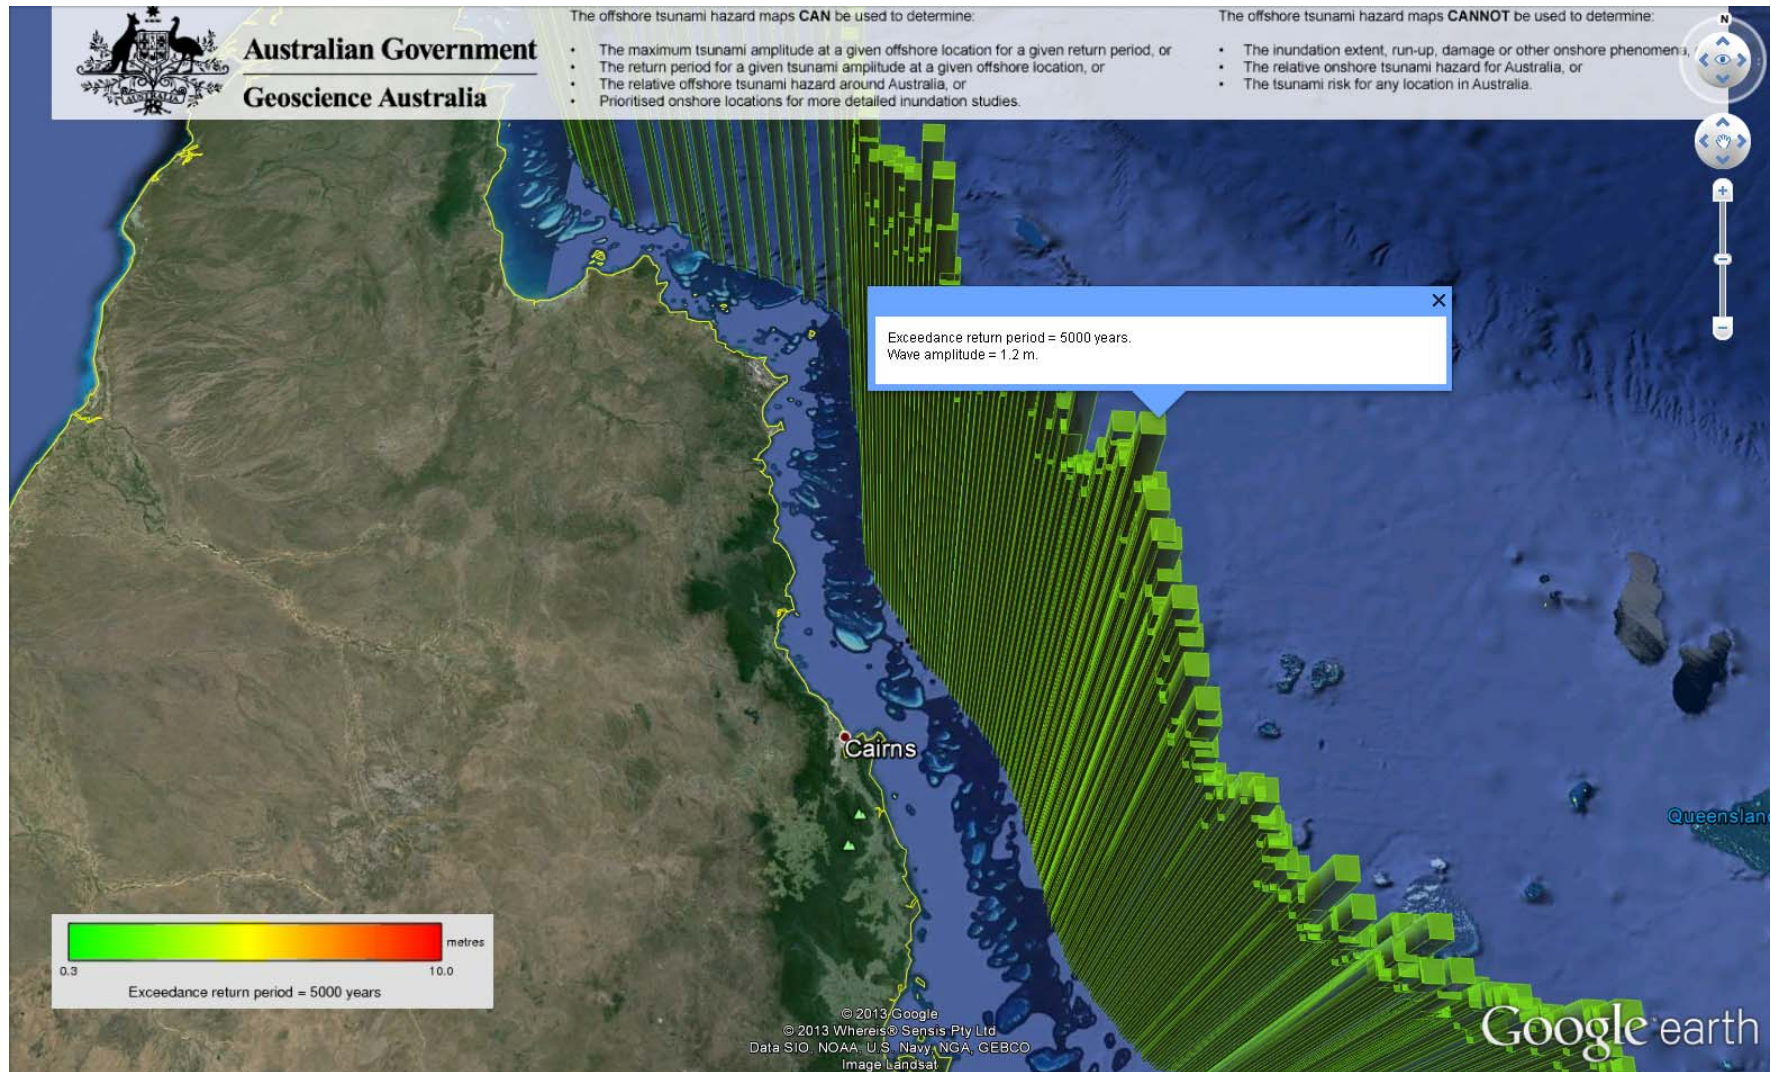 Australian Government
Geoscience Australia
AUSTRALIA
The offshore tsunami hazard maps CAN be used to determine:
• The maximum tsunami amplitude at a given offshore location for a given return period, or
• The return period for a given tsunami amplitude at a given offshore location, or
• The relative offshore tsunami hazard around Australia, or
• Prioritised onshore locations for more detailed inundation studies.
The offshore tsunami hazard maps CANNOT be used to determine:
• The inundation extent, run-up, damage or other onshore phenomena,
• The relative onshore tsunami hazard for Australia, or
• The tsunami risk for any location in Australia.
N
Exceedance return period = 5000 years.
Wave amplitude = 1.2 m.
Cairns
Queensland
metres
0.3 10.0
Exceedance return period = 5000 years
© 2013 Google
© 2013 Whereis® Sensis Pty Ltd
Data SIO, NOAA, U.S. Navy, NGA, GEBCO
Image Landsat
Google earth